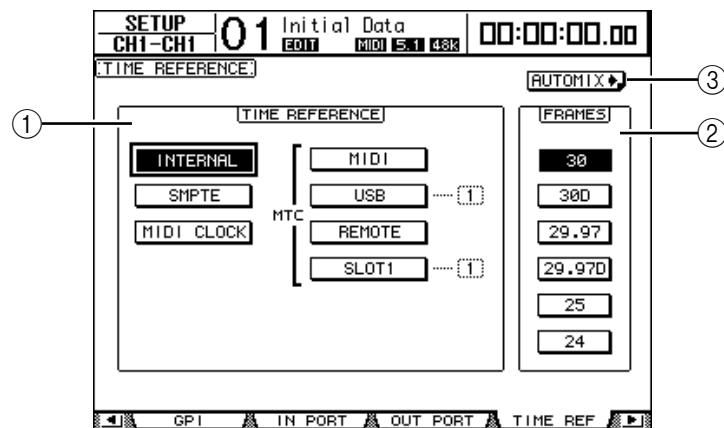 SETUP
CH1-CH1
01 Initial Data
EDIT MIDI 5.1 48k
00:00:00.00
TIME REFERENCE
AUTOMIX
③
①
TIME REFERENCE
FRAMES
②
INTERNAL
MIDI
30
SMPTE
USB
1
30D
MTC
MIDI CLOCK
REMOTE
29.97
SLOT1
1
29.97D
25
24
GPI
IN PORT
OUT PORT
TIME REF